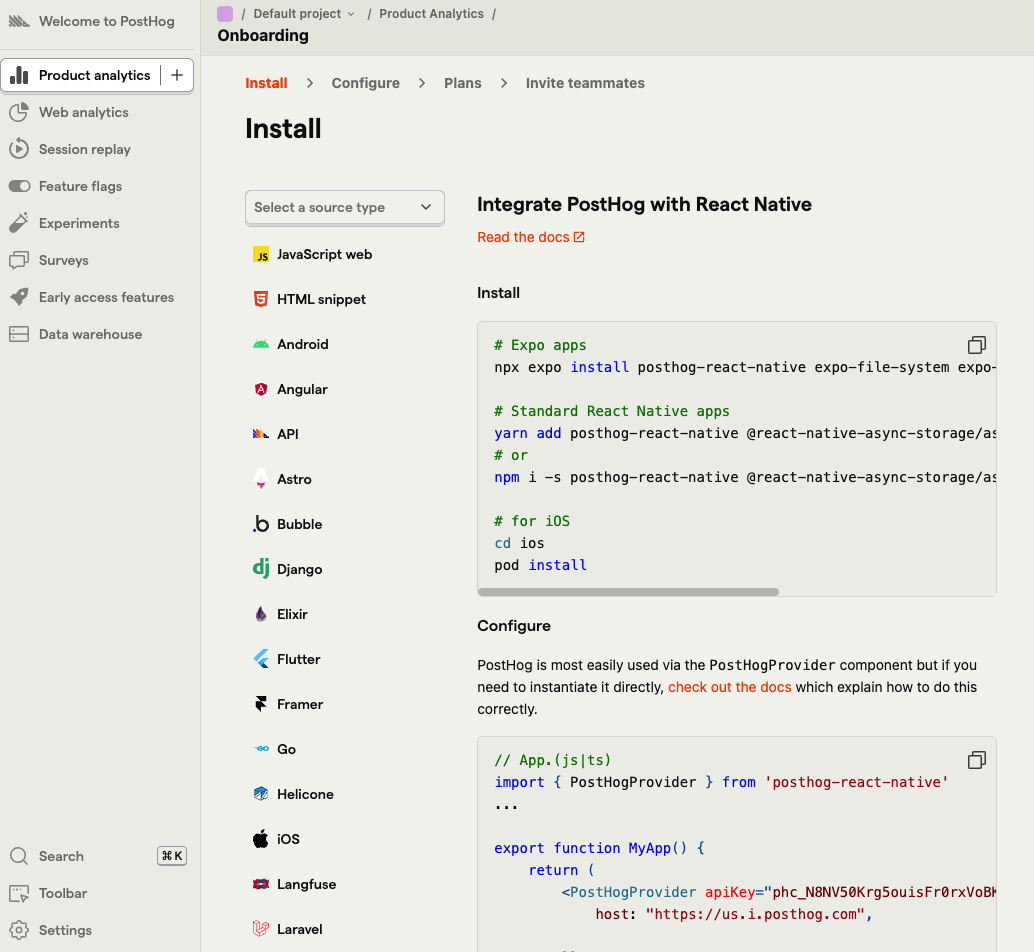 Welcome to PostHog
Product analytics
Web analytics
Session replay
Feature flags
Experiments
Surveys
Early access features
Data warehouse
Search ⌘ K
Toolbar
Settings
/ Default project / Product Analytics /
Onboarding
Install > Configure > Plans > Invite teammates
Install
Select a source type
JavaScript web
HTML snippet
Android
Angular
API
Astro
Bubble
Django
Elixir
Flutter
Framer
Go
Helicone
iOS
Langfuse
Laravel
Integrate PostHog with React Native
Read the docs
Install
# Expo apps
npx expo install posthog-react-native expo-file-system expo-
# Standard React Native apps
yarn add posthog-react-native @react-native-async-storage/as
# or
npm i -s posthog-react-native @react-native-async-storage/as
# for iOS
cd ios
pod install
Configure
PostHog is most easily used via the PostHogProvider component but if you
need to instantiate it directly, check out the docs which explain how to do this
correctly.
// App.(js|ts)
import { PostHogProvider } from 'posthog-react-native'
...
export function MyApp() {
return (
<PostHogProvider apiKey="phc_N8NV50Krg5ouisFr0rxVoBK
host: "https://us.i.posthog.com",